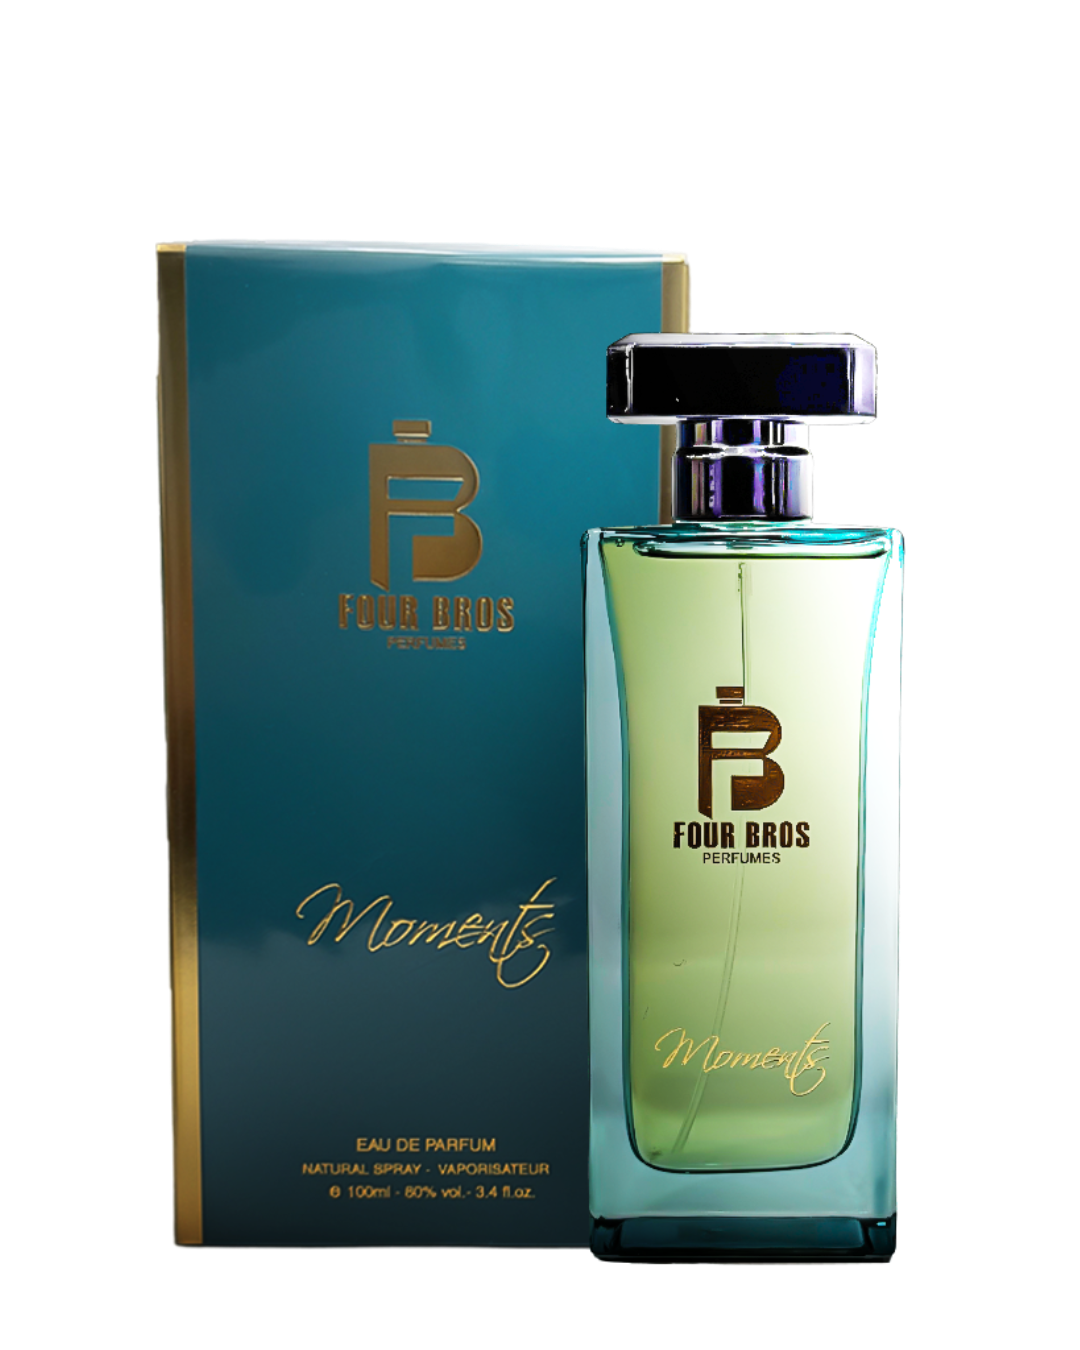 FOUR BROS
PERFUMES
Moments
EAU DE PARFUM
NATURAL SPRAY - VAPORISATEUR
℮ 100ml - 80% vol.- 3.4 fl.oz.
FOUR BROS
PERFUMES
Moments